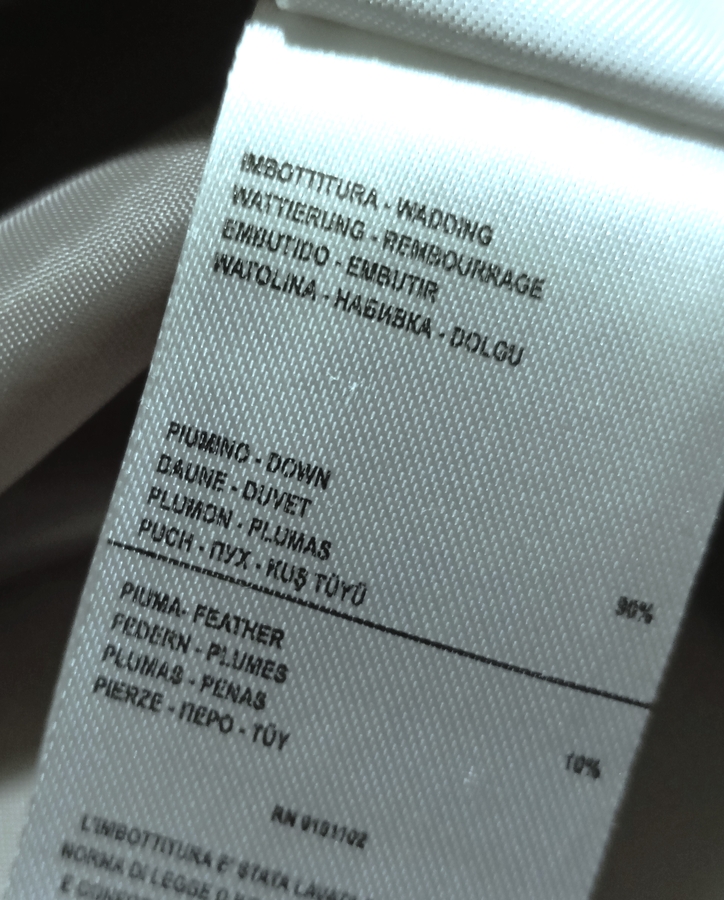 IMBOTTITURA - WADDING
WATTIERUNG - REMBOURRAGE
EMBUTIDO - EMBUTIR
WATOLINA - НАБИВКА - DOLGU
PIUMINO - DOWN
DAUNE - DUVET
PLUMON - PLUMAS
PUCH - ПУХ - KUŞ TÜYÜ
90%
PIUMA- FEATHER
FEDERN - PLUMES
PLUMAS - PENAS
PIERZE - ПЕРО - TÜY
10%
RN
L'IMBOTTITURA E' STATA
NORMA DI LEGGE O
E